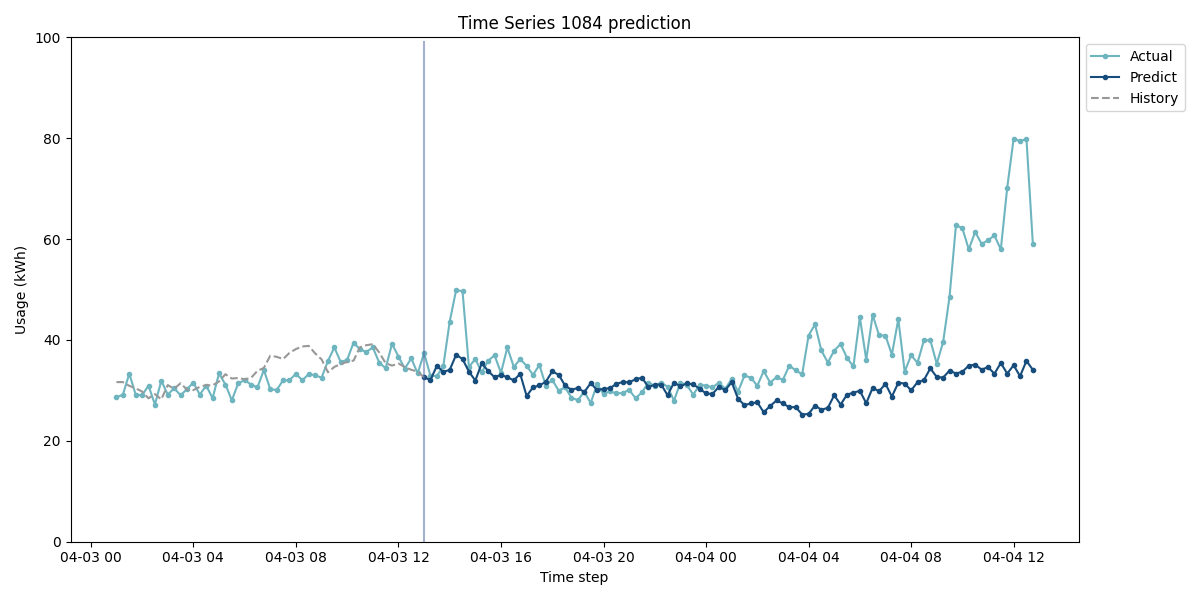 Time Series 1084 prediction
100
80
60
40
20
0
Usage (kWh)
04-03 00
04-03 04
04-03 08
04-03 12
04-03 16
04-03 20
04-04 00
04-04 04
04-04 08
04-04 12
Time step
Actual
Predict
History